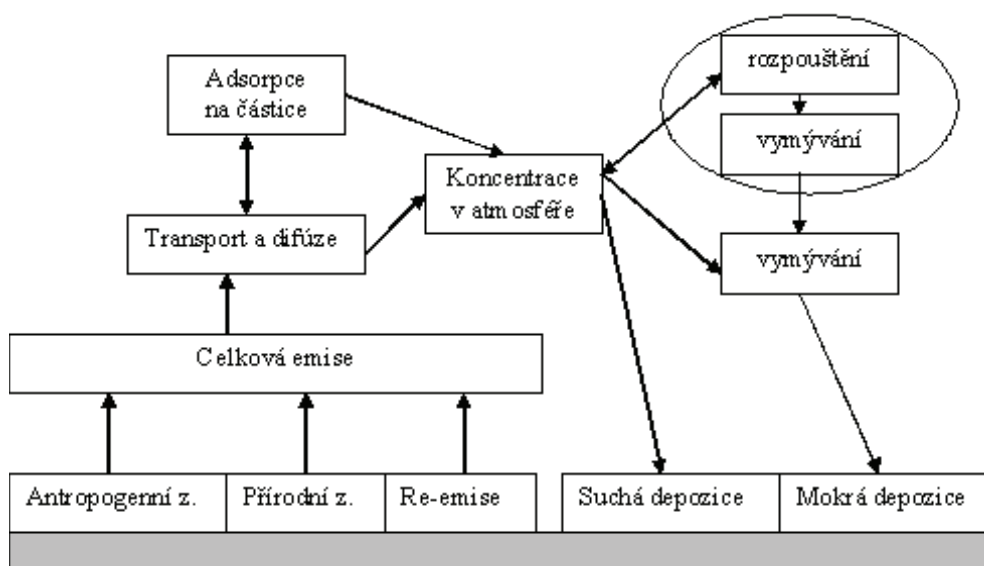 rozpouštění
Adsorpce
na částice
vymývání
Koncentrace
v atmosféře
Transport a difúze
vymývání
Celková emise
Antropogenní z.
Přírodní z.
Re-emise
Suchá depozice
Mokrá depozice